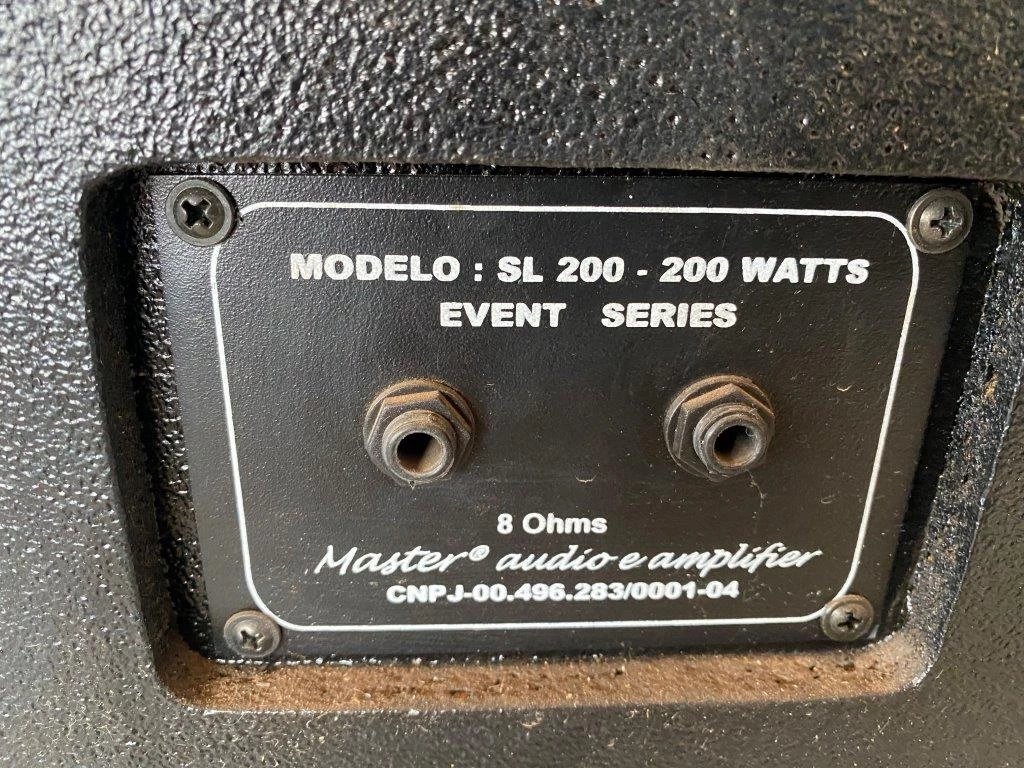 MODELO : SL 200 - 200 WATTS
EVENT SERIES
8 Ohms
Master® audio e amplifier
CNPJ-00.496.283/0001-04